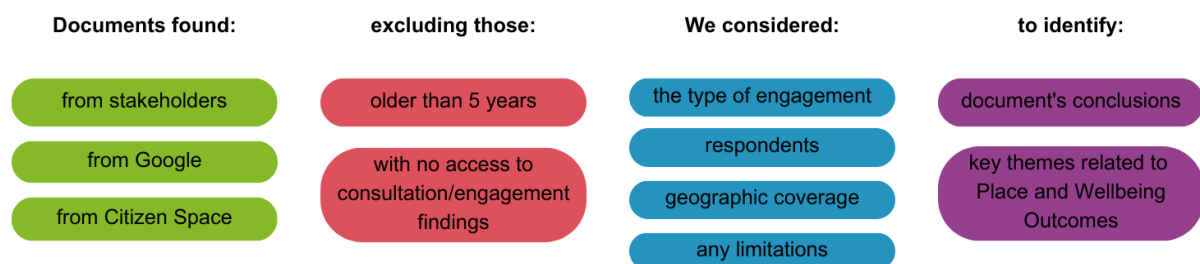 Documents found:
from stakeholders
from Google
from Citizen Space
excluding those:
older than 5 years
with no access to
consultation/engagement
findings
We considered:
the type of engagement
respondents
geographic coverage
any limitations
to identify:
document's conclusions
key themes related to
Place and Wellbeing
Outcomes